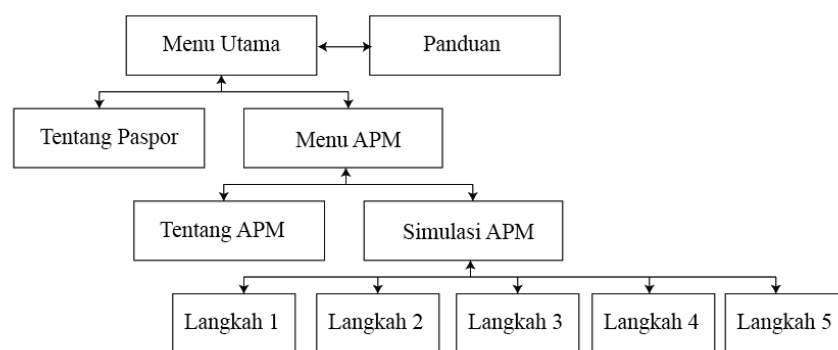 Menu Utama
Panduan
Tentang Paspor
Menu APM
Tentang APM
Simulasi APM
Langkah 1
Langkah 2
Langkah 3
Langkah 4
Langkah 5